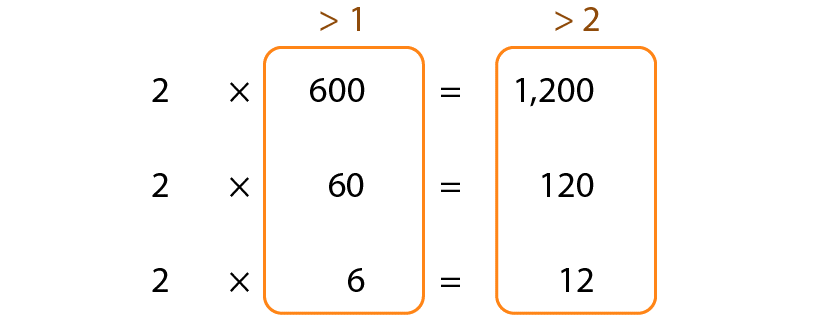 > 1 > 2
2 × 600 = 1,200
2 × 60 = 120
2 × 6 = 12